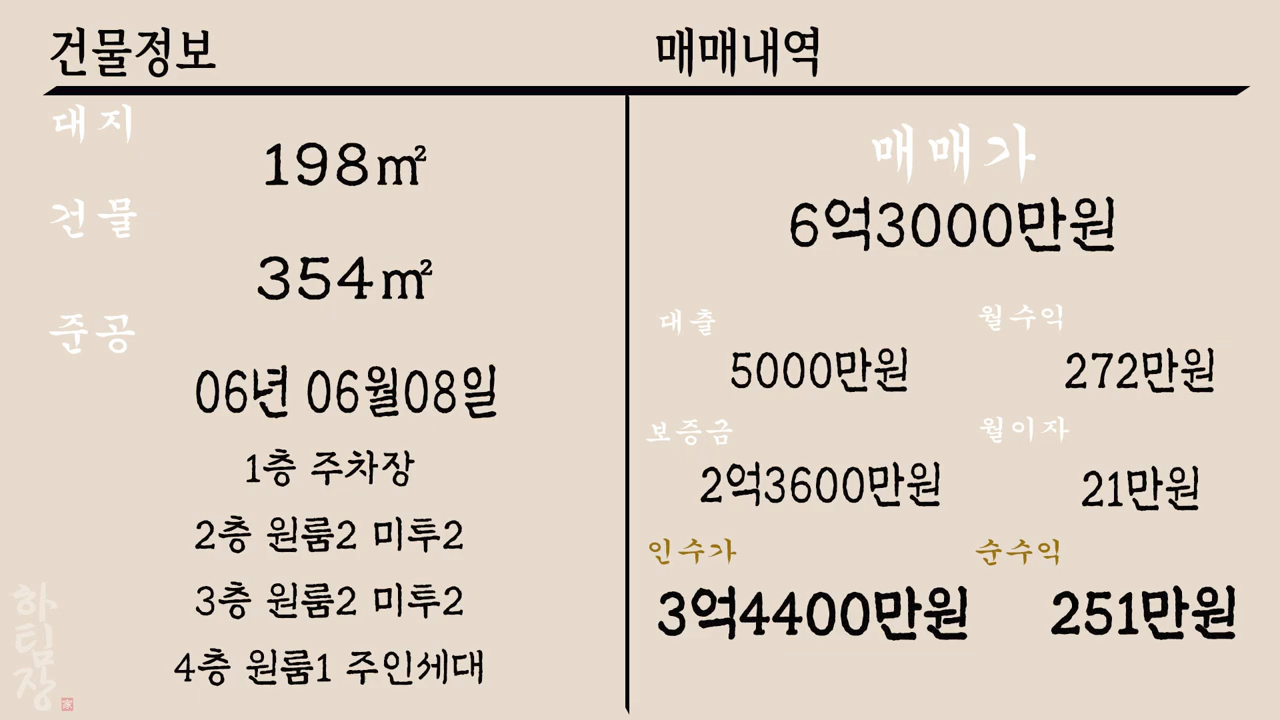 건물정보
대지
198㎡
건물
354㎡
준공
06년 06월08일
1층 주차장
2층 원룸2 미투2
3층 원룸2 미투2
4층 원룸1 주인세대
하팀장
매매내역
매매가
6억3000만원
대출
5000만원
월수익
272만원
보증금
2억3600만원
월이자
21만원
인수가
3억4400만원
순수익
251만원